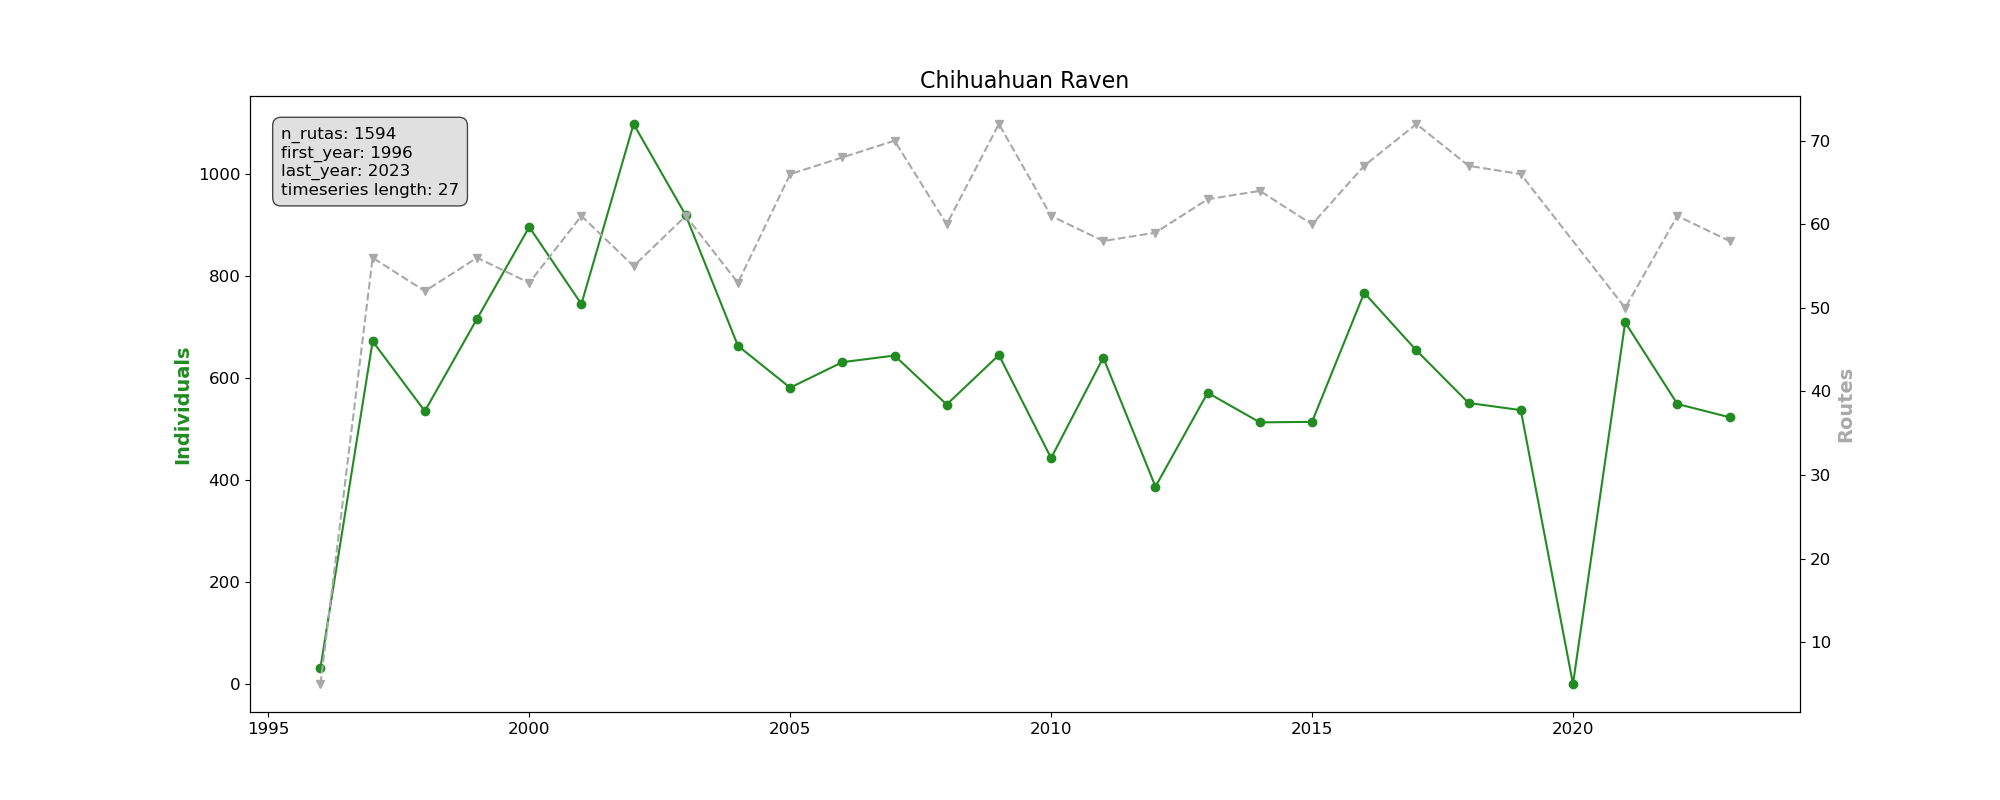 Chihuahuan Raven
n_rutas: 1594
first_year: 1996
last_year: 2023
timeseries length: 27
Individuals
1000
800
600
400
200
0
Routes
70
60
50
40
30
20
10
1995
2000
2005
2010
2015
2020